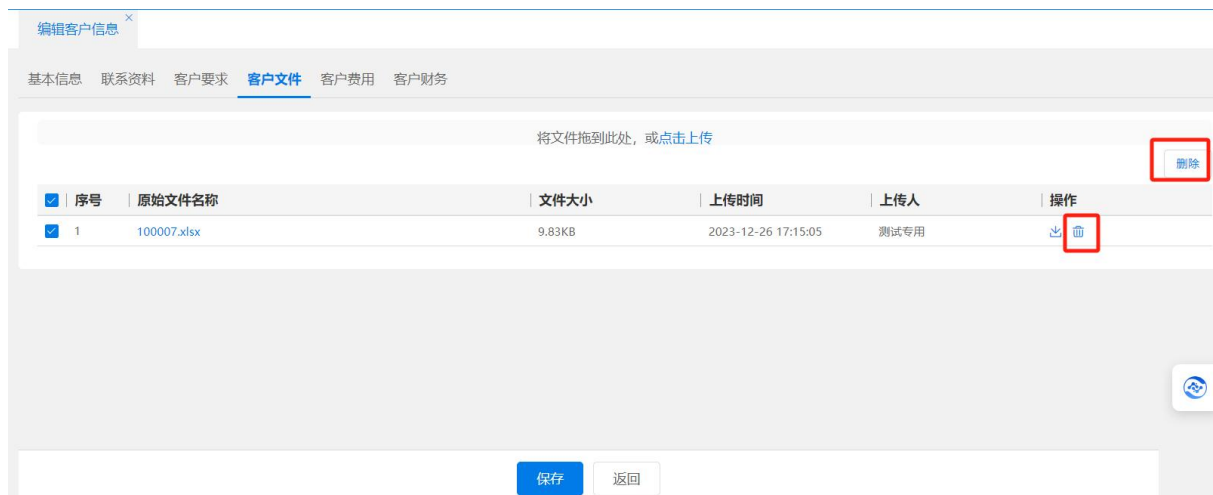 编辑客户信息 ×
基本信息 联系资料 客户要求 客户文件 客户费用 客户财务
将文件拖到此处，或点击上传
删除
序号 原始文件名称 文件大小 上传时间 上传人 操作
1 100007.xlsx 9.83KB 2023-12-26 17:15:05 测试专用
保存 返回